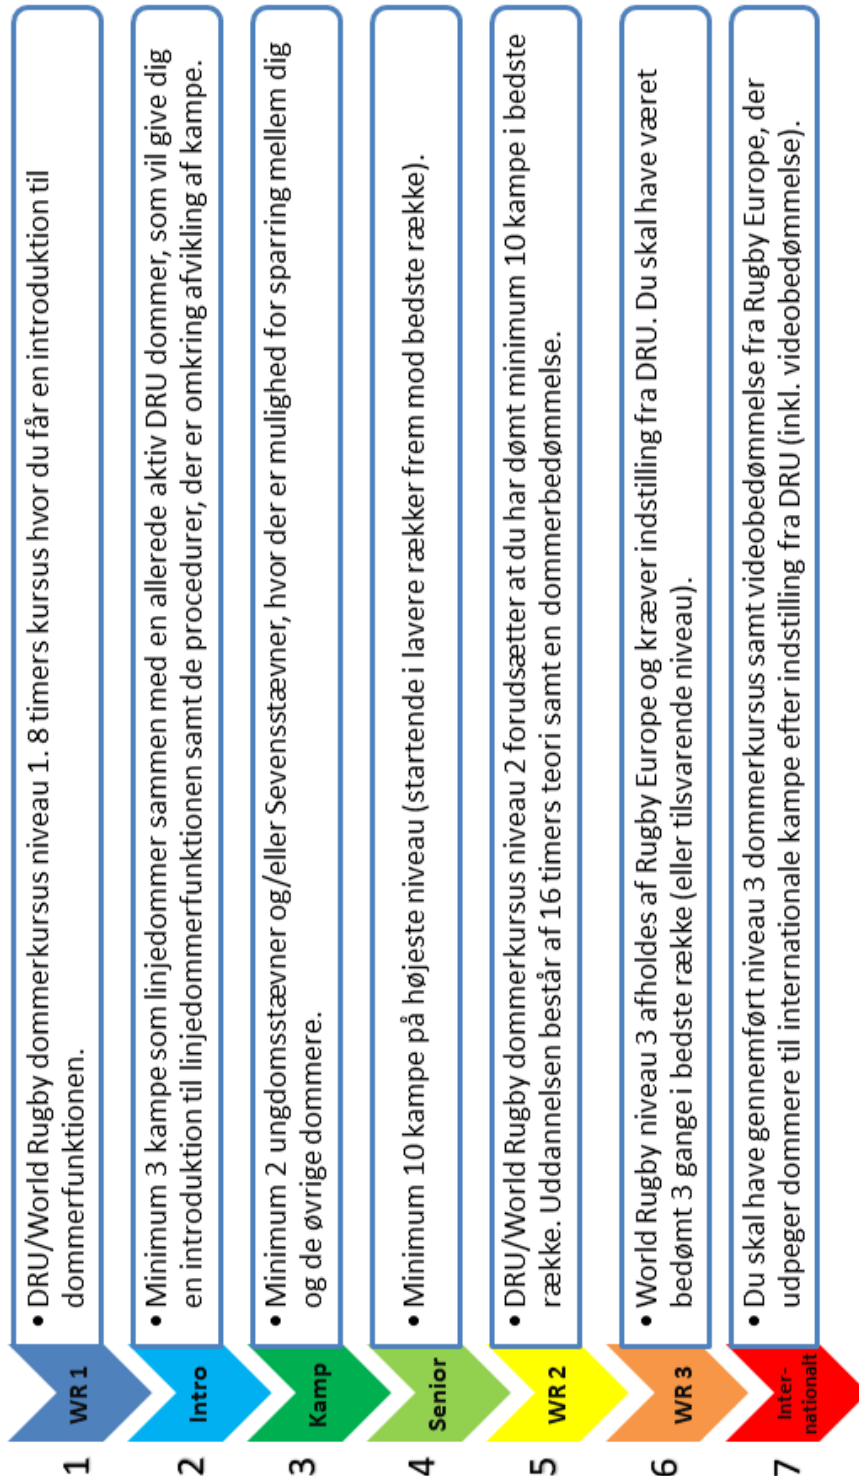 1
WR 1
• DRU/World Rugby dommerkursus niveau 1. 8 timers kursus hvor du får en introduktion til
dommerfunktionen.
2
Intro
• Minimum 3 kampe som linjedommer sammen med en allerede aktiv DRU dommer, som vil give dig
en introduktion til linjedommerfunktionen samt de procedurer, der er omkring afvikling af kampe.
3
Kamp
• Minimum 2 ungdomsstævner og/eller Sevensstævner, hvor der er mulighed for sparring mellem dig
og de øvrige dommere.
4
Senior
• Minimum 10 kampe på højeste niveau (startende i lavere rækker frem mod bedste række).
5
WR 2
• DRU/World Rugby dommerkursus niveau 2 forudsætter at du har dømt minimum 10 kampe i bedste
række. Uddannelsen består af 16 timers teori samt en dommerbedømmelse.
6
WR 3
• World Rugby niveau 3 afholdes af Rugby Europe og kræver indstilling fra DRU. Du skal have været
bedømt 3 gange i bedste række (eller tilsvarende niveau).
7
Inter-
nationalt
• Du skal have gennemført niveau 3 dommerkursus samt videobedømmelse fra Rugby Europe, der
udpeger dommere til internationale kampe efter indstilling fra DRU (inkl. videobedømmelse).